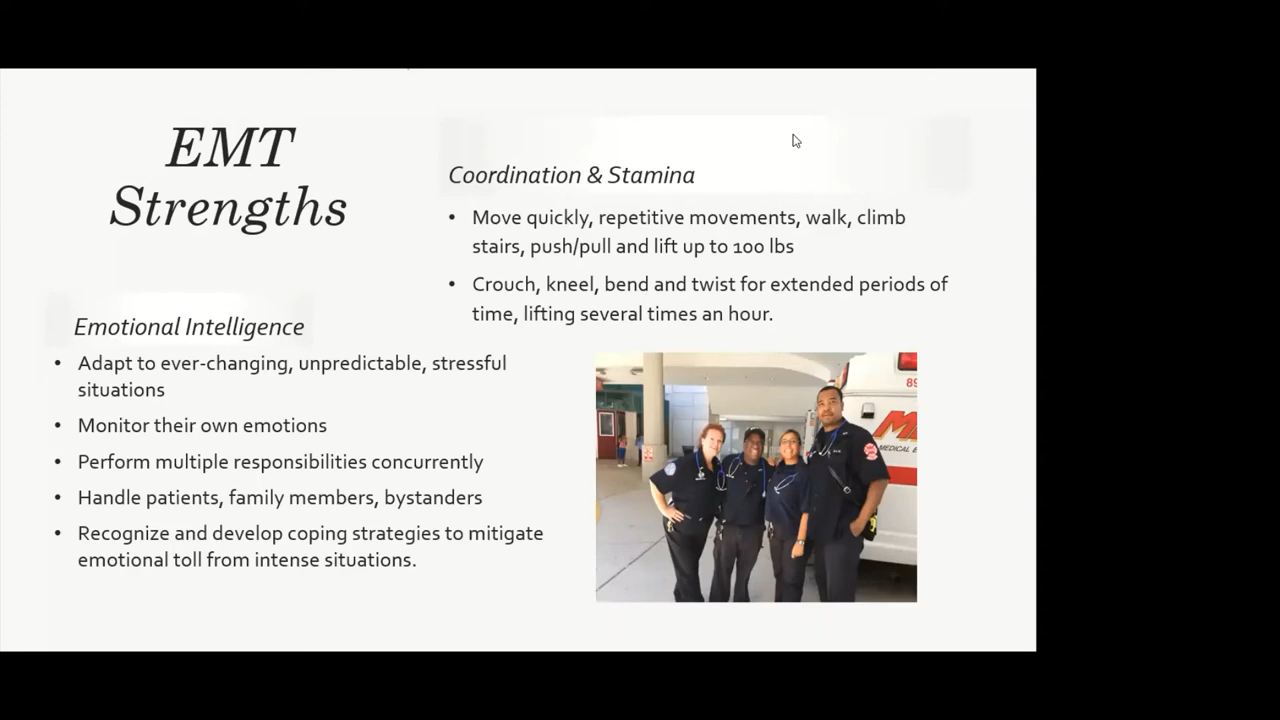 EMT
Strengths
Coordination & Stamina
• Move quickly, repetitive movements, walk, climb
stairs, push/pull and lift up to 100 lbs
• Crouch, kneel, bend and twist for extended periods of
time, lifting several times an hour.
Emotional Intelligence
• Adapt to ever-changing, unpredictable, stressful
situations
• Monitor their own emotions
• Perform multiple responsibilities concurrently
• Handle patients, family members, bystanders
• Recognize and develop coping strategies to mitigate
emotional toll from intense situations.
89
MEDICAL